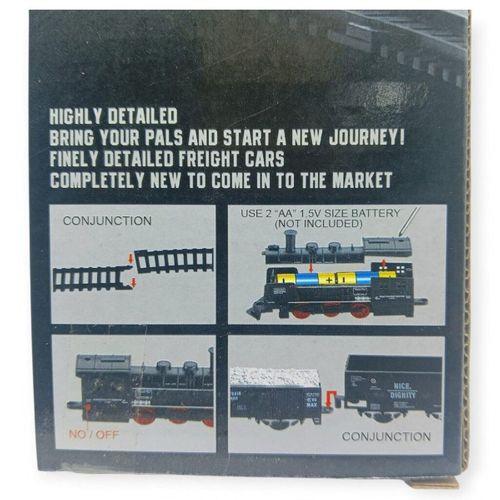 HIGHLY DETAILED
BRING YOUR PALS AND START A NEW JOURNEY!
FINELY DETAILED FREIGHT CARS
COMPLETELY NEW TO COME IN TO THE MARKET
CONJUNCTION
USE 2 "AA" 1.5V SIZE BATTERY
(NOT INCLUDED)
NO / OFF
NICE.
DIGNITY
CONJUNCTION